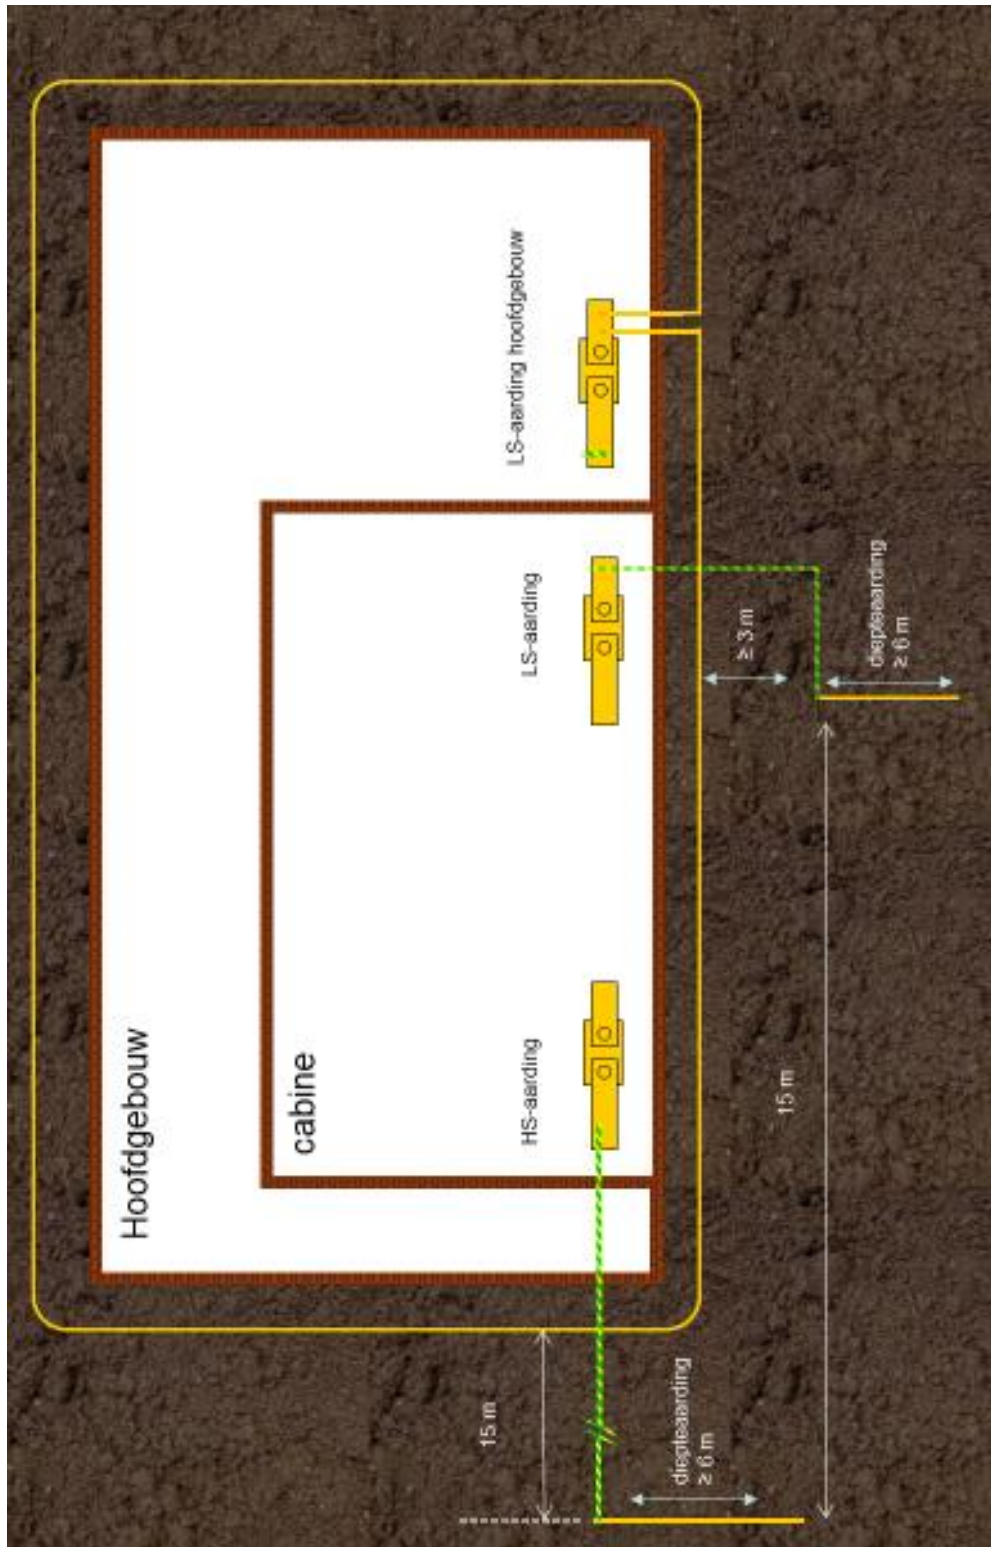 Hoofdgebouw
cabine
HS-aarding
LS-aarding
LS-aarding hoofdgebouw
15 m
diepteaarding
≥ 6 m
15 m
≥ 3 m
diepteaarding
≥ 6 m